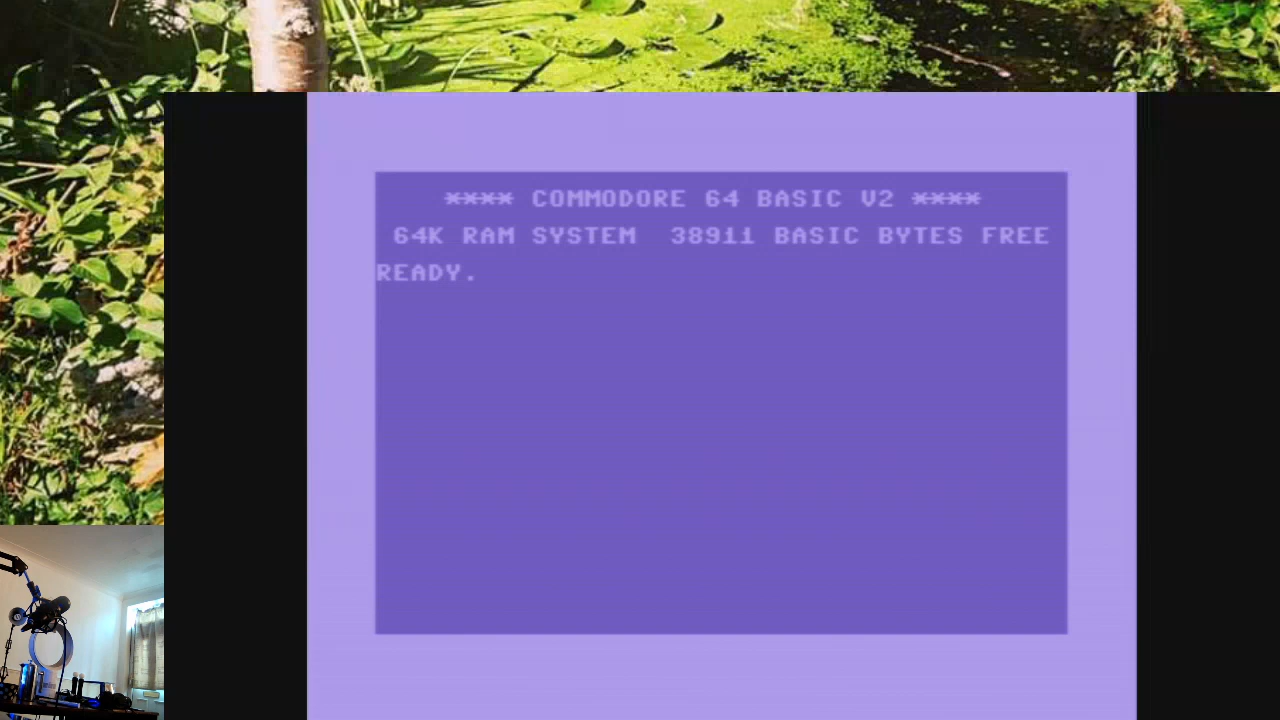 **** COMMODORE 64 BASIC V2 ****
64K RAM SYSTEM  38911 BASIC BYTES FREE
READY.